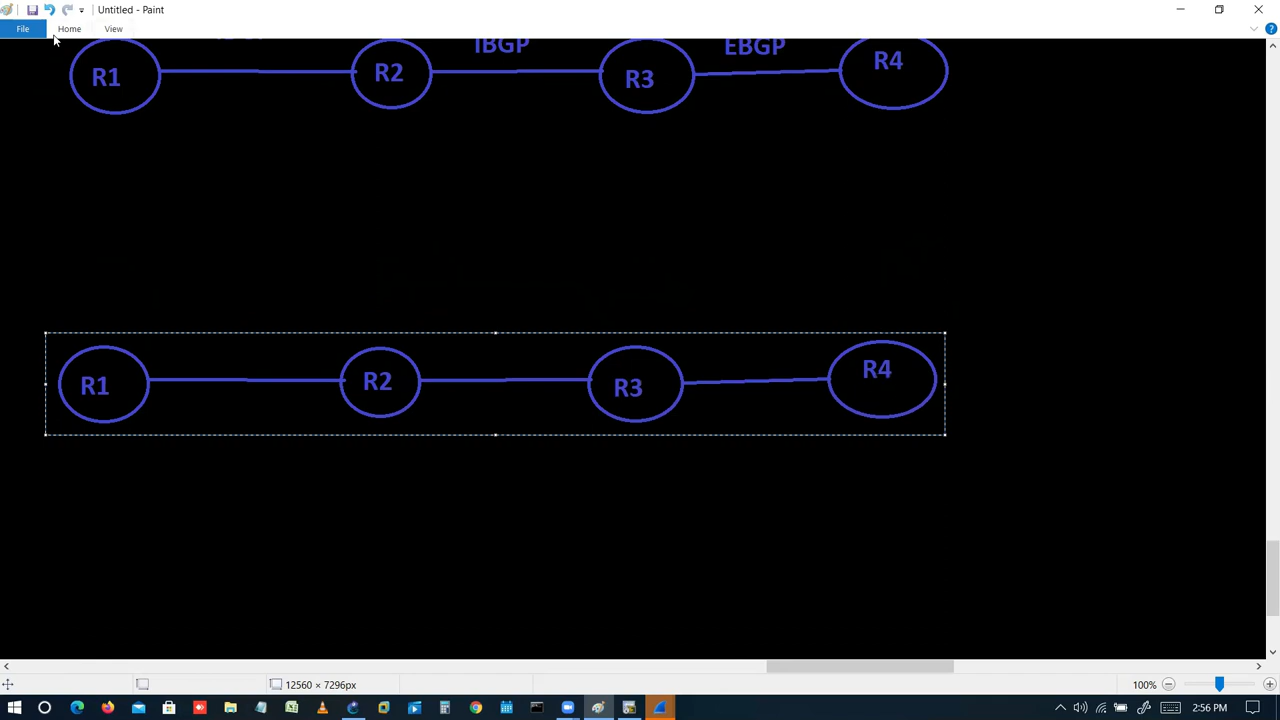 Untitled - Paint
File Home View
IBGP EBGP
R1 R2 R3 R4
R1 R2 R3 R4
12560 × 7296px 100%
2:56 PM